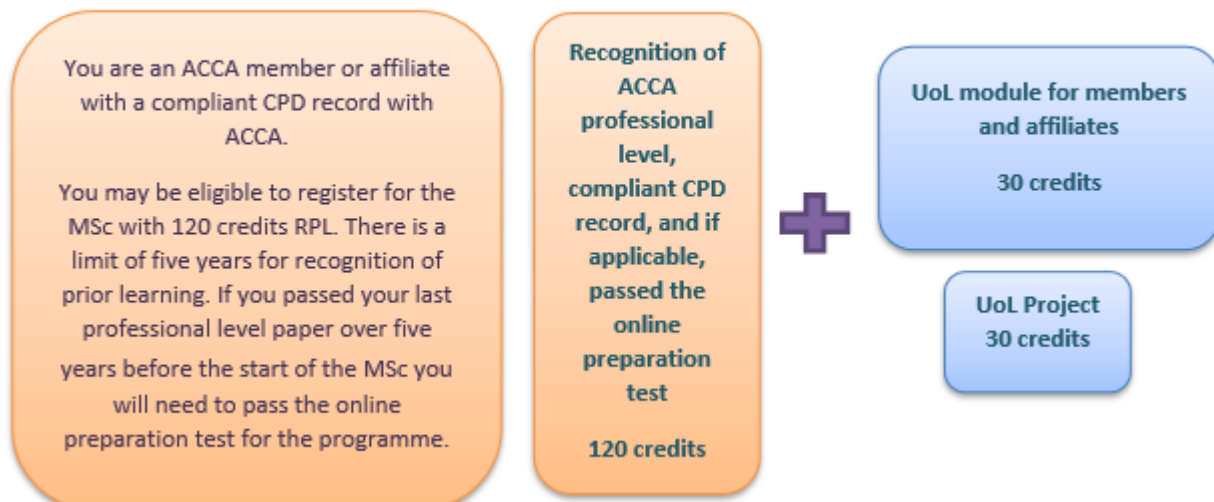 You are an ACCA member or affiliate
with a compliant CPD record with
ACCA.
You may be eligible to register for the
MSc with 120 credits RPL. There is a
limit of five years for recognition of
prior learning. If you passed your last
professional level paper over five
years before the start of the MSc you
will need to pass the online
preparation test for the programme.
Recognition of
ACCA
professional
level,
compliant CPD
record, and if
applicable,
passed the
online
preparation
test
120 credits
UoL module for members
and affiliates
30 credits
UoL Project
30 credits